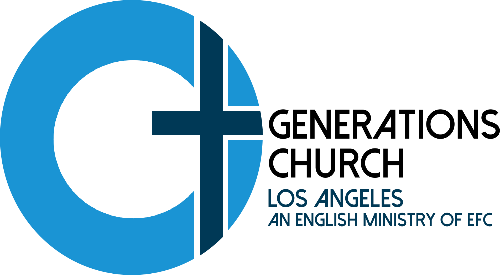 GENERATIONS
CHURCH
LOS ANGELES
AN ENGLISH MINISTRY OF EFC